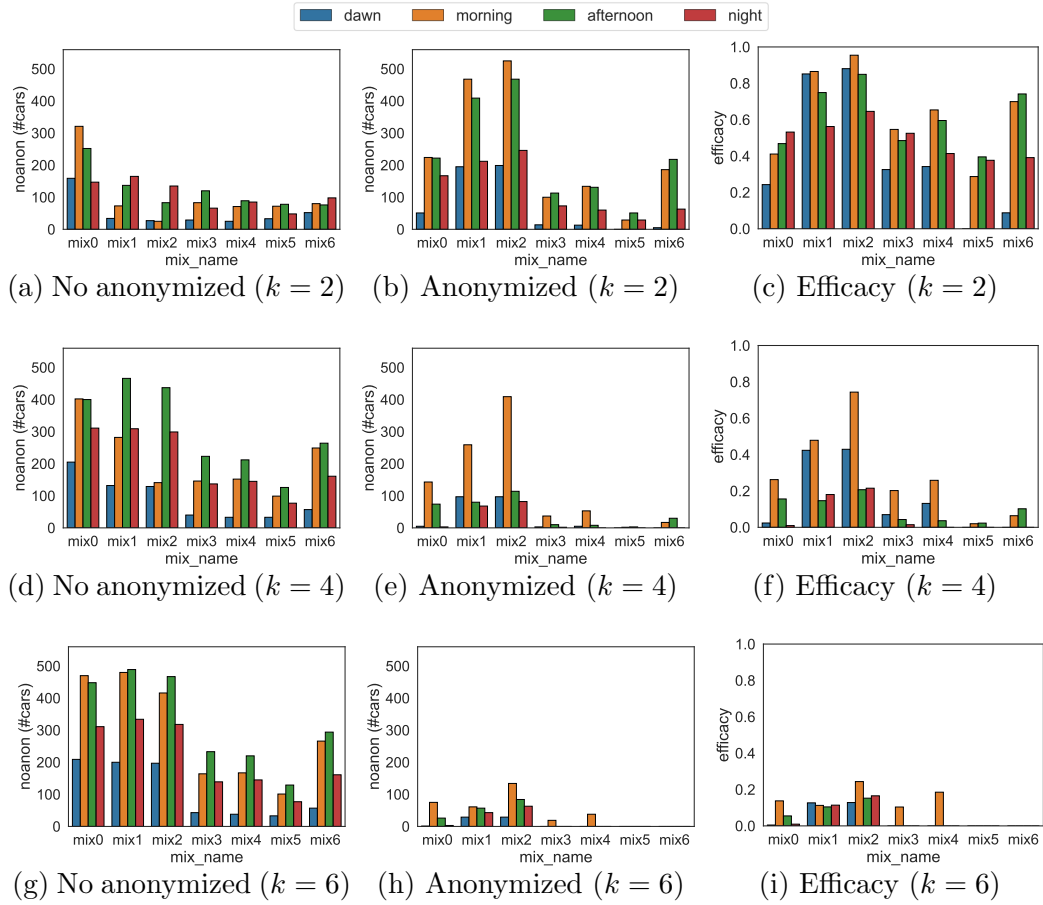 dawn morning afternoon night
noanon (#cars)
500
400
300
200
100
0
mix0 mix1 mix2 mix3 mix4 mix5 mix6
mix_name
(a) No anonymized (k = 2)
noanon (#cars)
500
400
300
200
100
0
mix0 mix1 mix2 mix3 mix4 mix5 mix6
mix_name
(b) Anonymized (k = 2)
efficacy
1.0
0.8
0.6
0.4
0.2
0.0
mix0 mix1 mix2 mix3 mix4 mix5 mix6
mix_name
(c) Efficacy (k = 2)
noanon (#cars)
500
400
300
200
100
0
mix0 mix1 mix2 mix3 mix4 mix5 mix6
mix_name
(d) No anonymized (k = 4)
noanon (#cars)
500
400
300
200
100
0
mix0 mix1 mix2 mix3 mix4 mix5 mix6
mix_name
(e) Anonymized (k = 4)
efficacy
1.0
0.8
0.6
0.4
0.2
0.0
mix0 mix1 mix2 mix3 mix4 mix5 mix6
mix_name
(f) Efficacy (k = 4)
noanon (#cars)
500
400
300
200
100
0
mix0 mix1 mix2 mix3 mix4 mix5 mix6
mix_name
(g) No anonymized (k = 6)
noanon (#cars)
500
400
300
200
100
0
mix0 mix1 mix2 mix3 mix4 mix5 mix6
mix_name
(h) Anonymized (k = 6)
efficacy
1.0
0.8
0.6
0.4
0.2
0.0
mix0 mix1 mix2 mix3 mix4 mix5 mix6
mix_name
(i) Efficacy (k = 6)